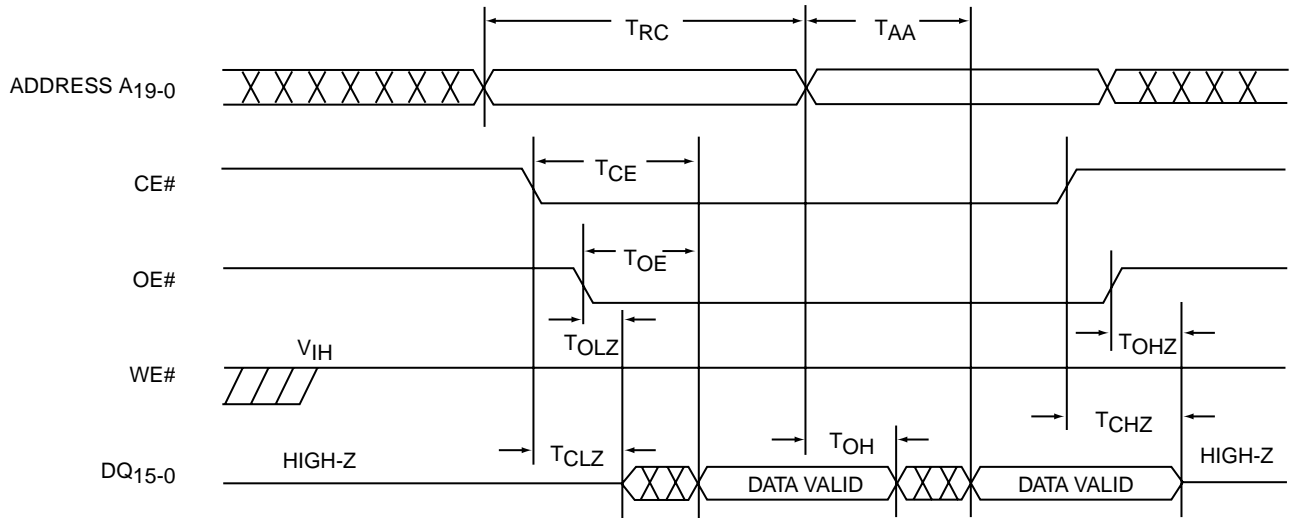 TRC TAA
ADDRESS A19-0
TCE
CE#
TOE
OE#
TOLZ TOHZ
VIH
WE#
TCHZ
TCLZ TOH
HIGH-Z HIGH-Z
DQ15-0 DATA VALID DATA VALID